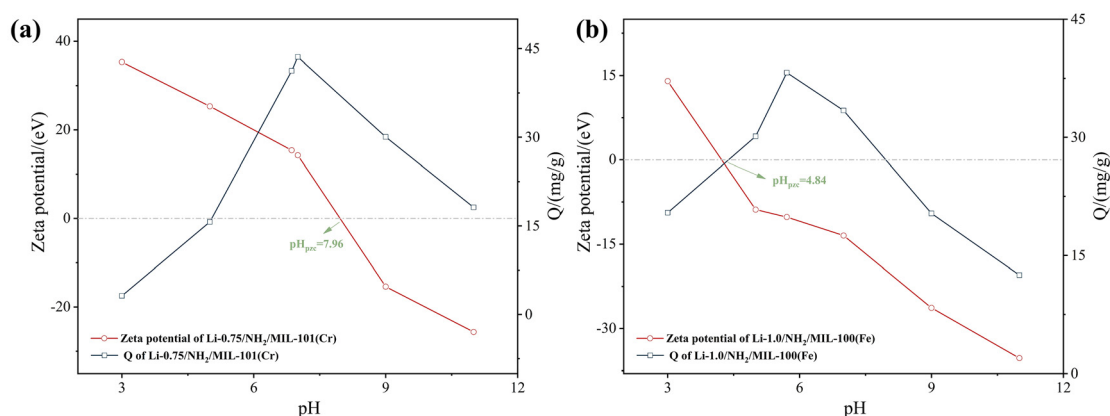 (a)
40
20
0
-20
Zeta potential/(eV)
45
30
15
0
Q/(mg/g)
pHpzc=7.96
Zeta potential of Li-0.75/NH2/MIL-101(Cr)
Q of Li-0.75/NH2/MIL-101(Cr)
3
6
9
12
pH
(b)
15
0
-15
-30
Zeta potential/(eV)
45
30
15
0
Q/(mg/g)
pHpzc=4.84
Zeta potential of Li-1.0/NH2/MIL-100(Fe)
Q of Li-1.0/NH2/MIL-100(Fe)
3
6
9
12
pH